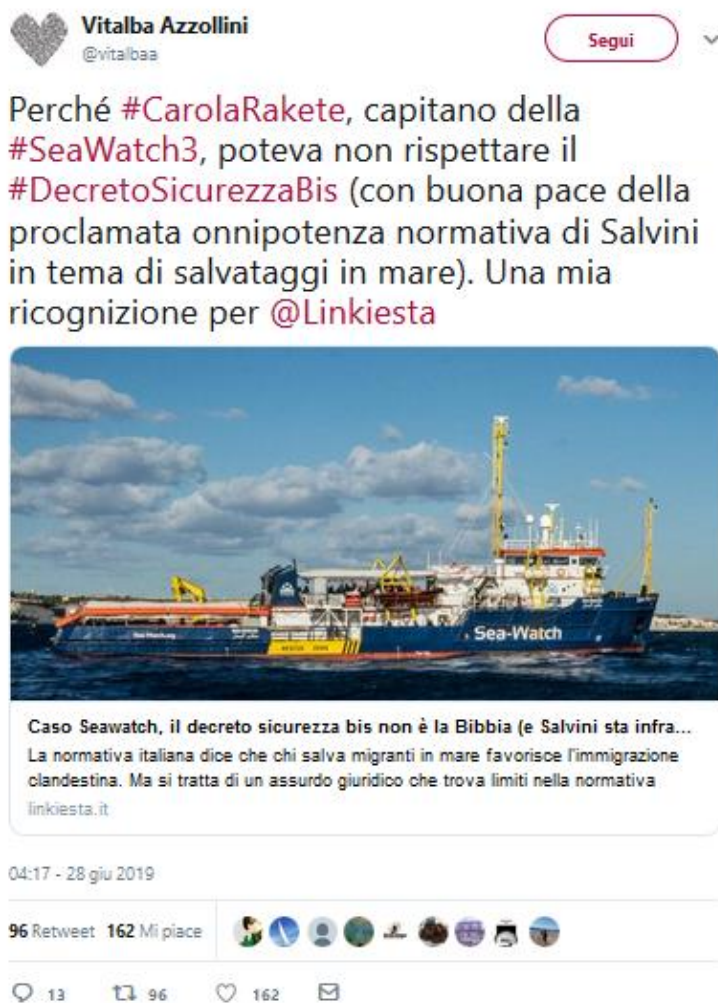 Vitalba Azzollini
@vitalbaa
Segui
Perché #CarolaRakete, capitano della
#SeaWatch3, poteva non rispettare il
#DecretoSicurezzaBis (con buona pace della
proclamata onnipotenza normativa di Salvini
in tema di salvataggi in mare). Una mia
ricognizione per @Linkiesta
Sea-Watch
Caso Seawatch, il decreto sicurezza bis non è la Bibbia (e Salvini sta infra...
La normativa italiana dice che chi salva migranti in mare favorisce l'immigrazione
clandestina. Ma si tratta di un assurdo giuridico che trova limiti nella normativa
linkiesta.it
04:17 - 28 giu 2019
96 Retweet 162 Mi piace
13 96 162